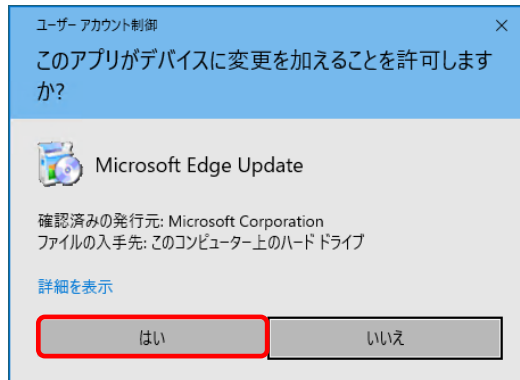 ユーザー アカウント制御
このアプリがデバイスに変更を加えることを許可します
か?
Microsoft Edge Update
確認済みの発行元: Microsoft Corporation
ファイルの入手先: このコンピューター上のハード ドライブ
詳細を表示
はい
いいえ